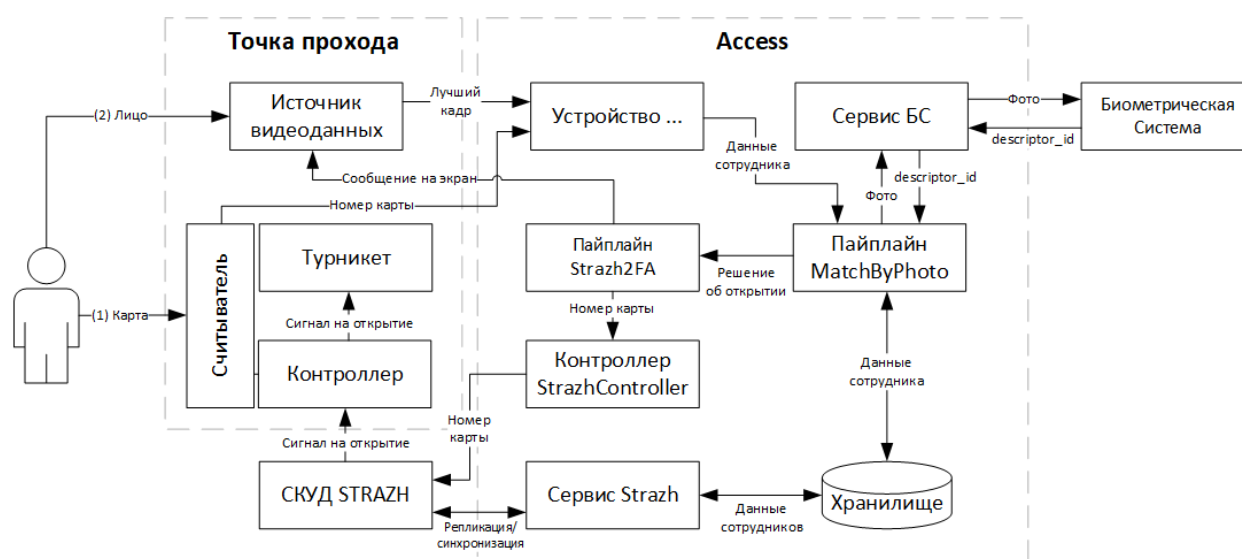 Точка прохода
Access
(2) Лицо
Источник
видеоданных
Лучший
кадр
Устройство ...
Сервис БС
Фото
descriptor_id
Биометрическая
Система
Данные
сотрудника
descriptor_id
Фото
Сообщение на экран
Номер карты
Считыватель
Турникет
Пайплайн
Strazh2FA
Решение
об открытии
Пайплайн
MatchByPhoto
(1) Карта
Сигнал на открытие
Номер карты
Контроллер
Контроллер
StrazhController
Данные
сотрудника
Номер
карты
Сигнал на открытие
СКУД STRAZH
Репликация/
синхронизация
Сервис Strazh
Данные
сотрудников
Хранилище